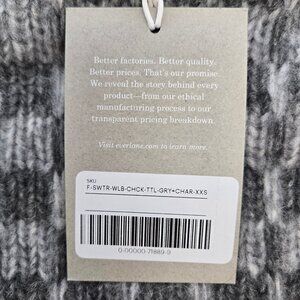 Better factories. Better quality.
Better prices. That's our promise.
We reveal the story behind every
product—from our ethical
manufacturing process to our
transparent pricing breakdown.
Visit everlane.com to learn more.
SKU
F-SWTR-WLB-CHCK-TTL-GRY+CHAR-XXS
0-00000-71889-3